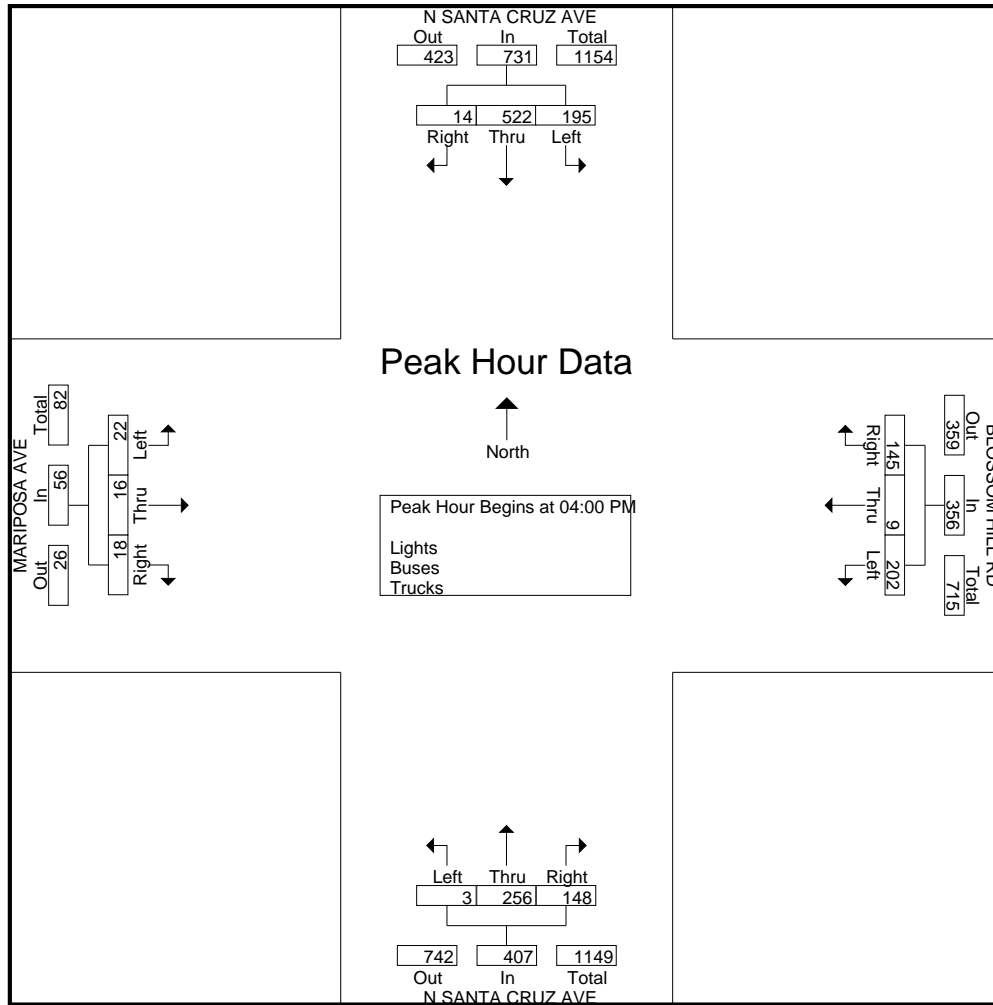 N SANTA CRUZ AVE
Out In Total
423 731 1154
14 522 195
Right Thru Left
Peak Hour Data
North
Peak Hour Begins at 04:00 PM
Lights
Buses
Trucks
MARIPOSA AVE
Out In Total
26 56 82
18 16 22
Right Thru Left
BLOSSOM HILL RD
Out In Total
359 356 715
145 9 202
Right Thru Left
Left Thru Right
3 256 148
742 407 1149
Out In Total
N SANTA CRUZ AVE